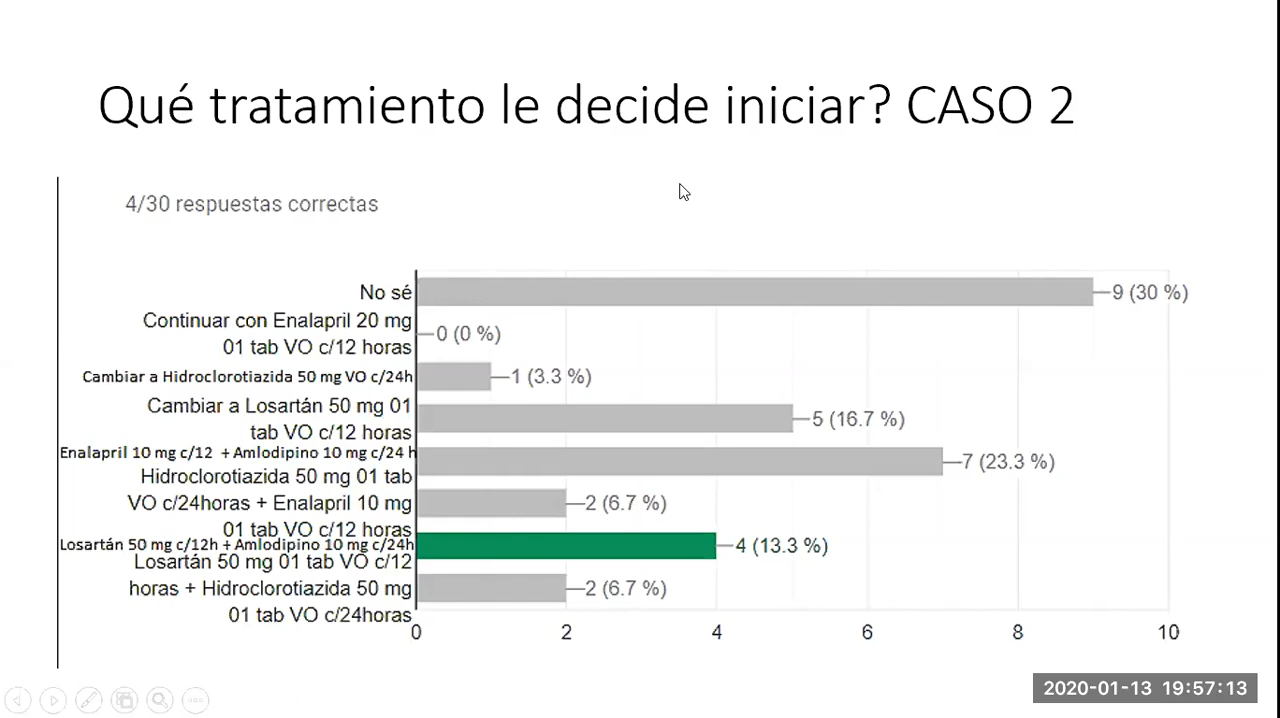 Qué tratamiento le decide iniciar? CASO 2
4/30 respuestas correctas
No sé
9 (30 %)
Continuar con Enalapril 20 mg
01 tab VO c/12 horas
0 (0 %)
Cambiar a Hidroclorotiazida 50 mg VO c/24h
1 (3.3 %)
Cambiar a Losartán 50 mg 01
tab VO c/12 horas
5 (16.7 %)
Enalapril 10 mg c/12 + Amlodipino 10 mg c/24 h
7 (23.3 %)
Hidroclorotiazida 50 mg 01 tab
VO c/24horas + Enalapril 10 mg
01 tab VO c/12 horas
2 (6.7 %)
Losartán 50 mg c/12h + Amlodipino 10 mg c/24h
4 (13.3 %)
Losartán 50 mg 01 tab VO c/12
horas + Hidroclorotiazida 50 mg
01 tab VO c/24horas
2 (6.7 %)
0 2 4 6 8 10
2020-01-13 19:57:13